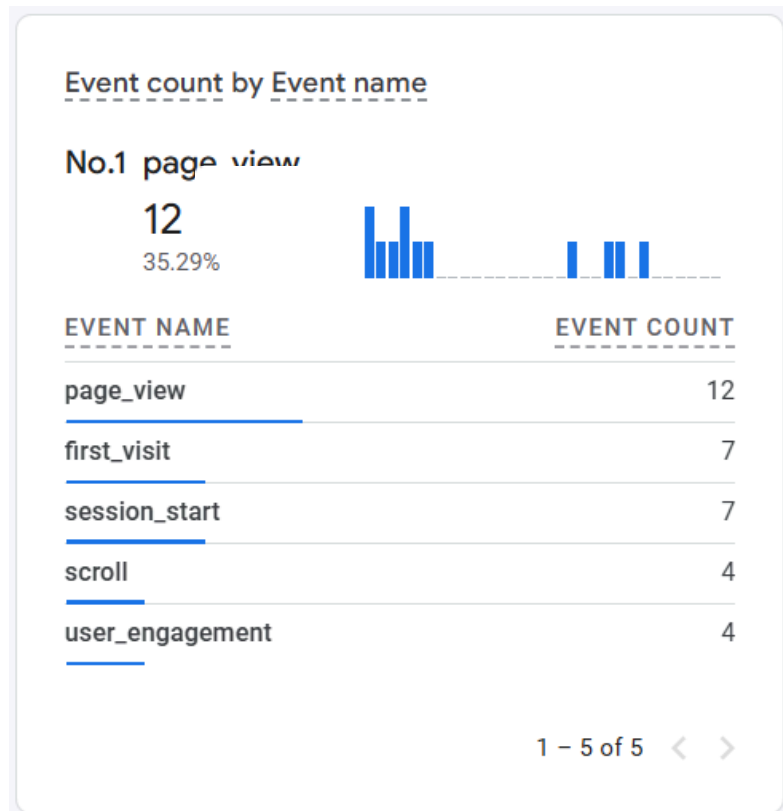 Event count by Event name
No.1 page_view
12
35.29%
EVENT NAME EVENT COUNT
page_view 12
first_visit 7
session_start 7
scroll 4
user_engagement 4
1 – 5 of 5